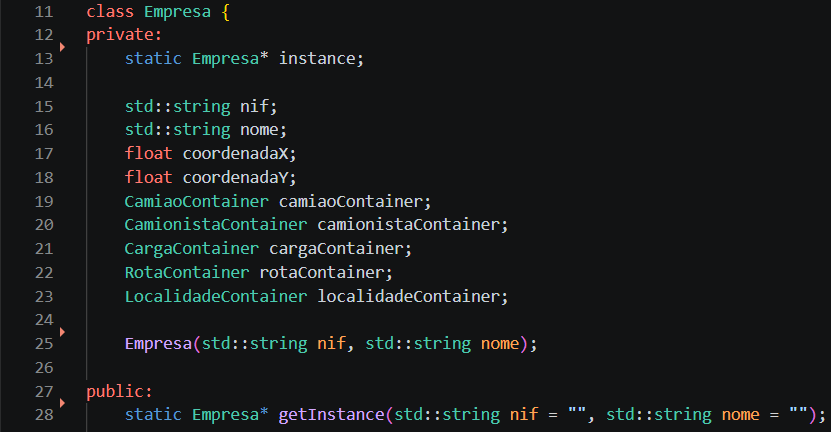 11 class Empresa {
12 private:
13 static Empresa* instance;
14
15 std::string nif;
16 std::string nome;
17 float coordenadaX;
18 float coordenadaY;
19 CamiaoContainer camiaoContainer;
20 CamionistaContainer camionistaContainer;
21 CargaContainer cargaContainer;
22 RotaContainer rotaContainer;
23 LocalidadeContainer localidadeContainer;
24
25 Empresa(std::string nif, std::string nome);
26
27 public:
28 static Empresa* getInstance(std::string nif = "", std::string nome = "");